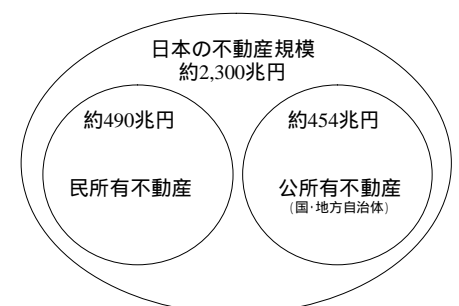 日本の不動産規模
約2,300兆円
約490兆円
民所有不動産
約454兆円
公所有不動産
(国·地方自治体)